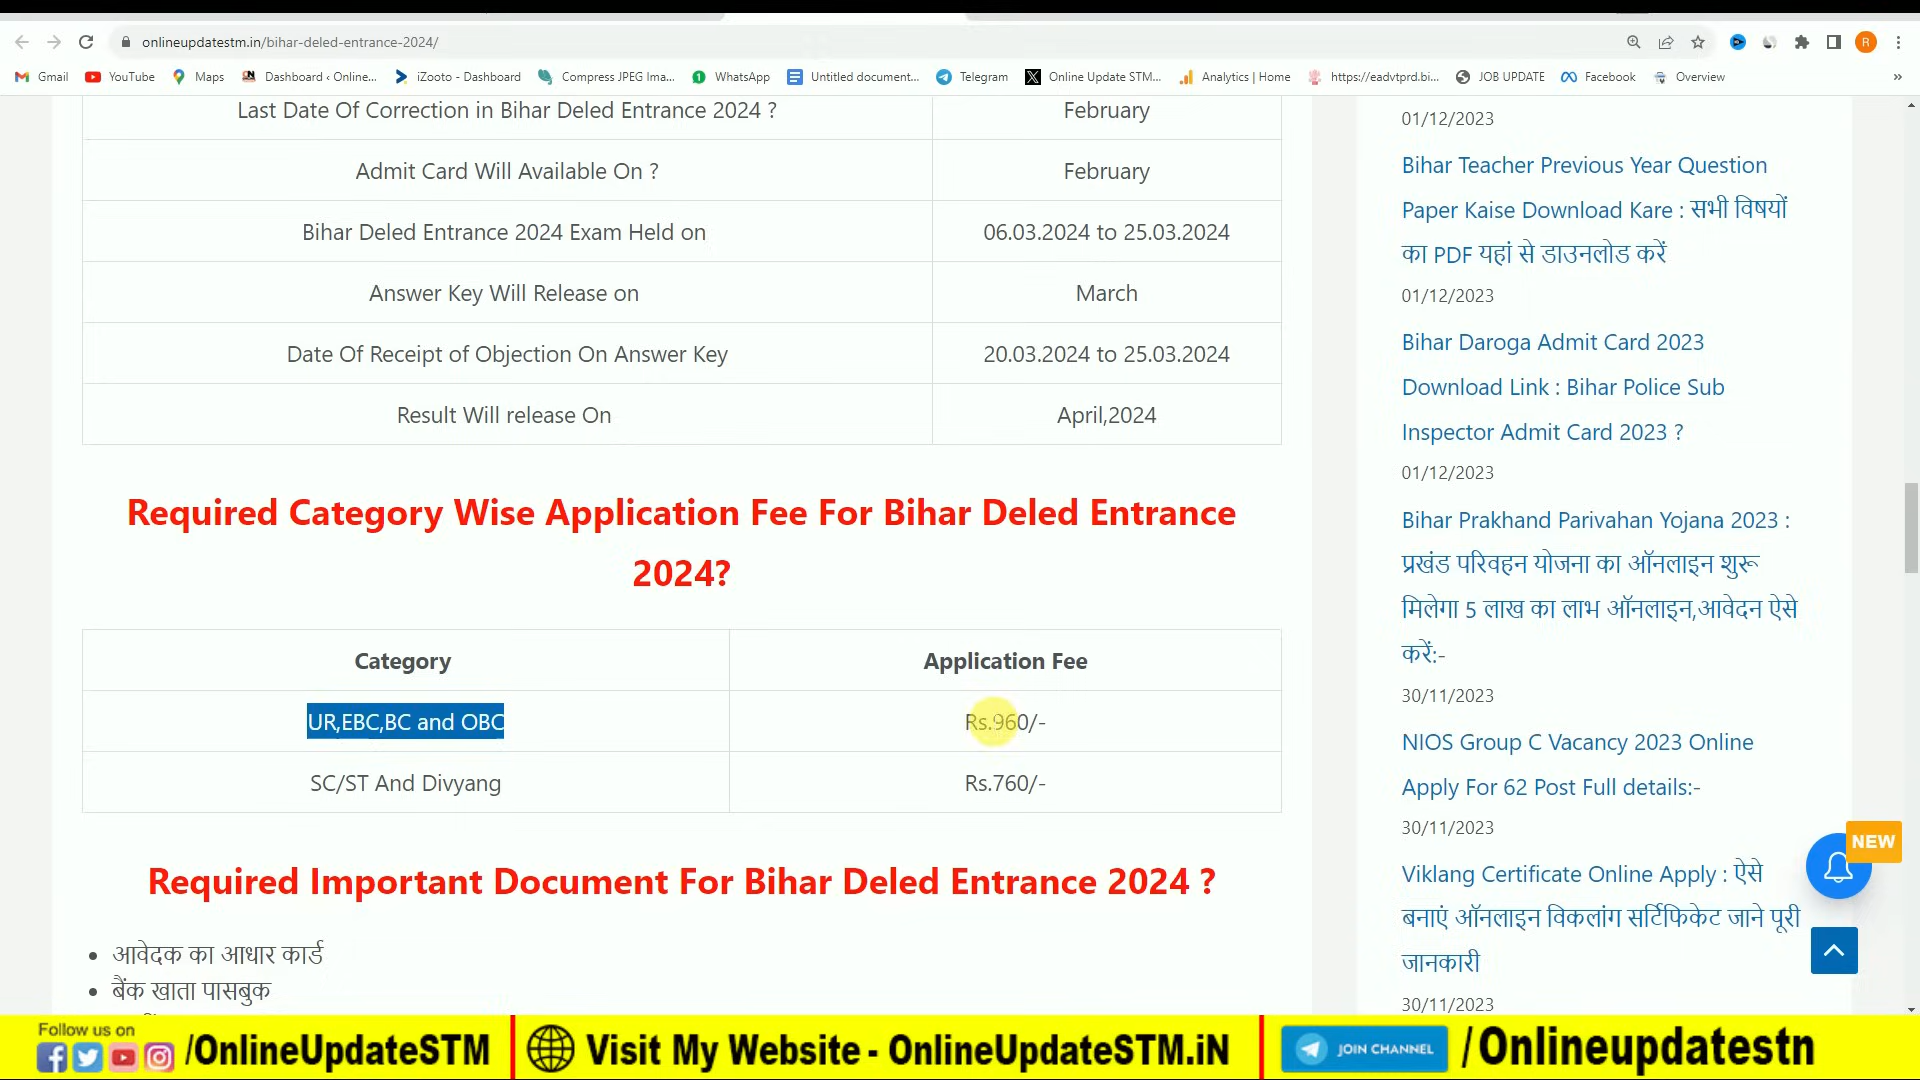 onlineupdatestm.in/bihar-deled-entrance-2024/
R
Gmail YouTube Maps Dashboard ‹ Online... iZooto - Dashboard Compress JPEG Ima... WhatsApp Untitled document... Telegram Online Update STM... Analytics | Home https://eadvtprd.bi... JOB UPDATE Facebook Overview »
Last Date Of Correction in Bihar Deled Entrance 2024 ? February
Admit Card Will Available On ? February
Bihar Deled Entrance 2024 Exam Held on 06.03.2024 to 25.03.2024
Answer Key Will Release on March
Date Of Receipt of Objection On Answer Key 20.03.2024 to 25.03.2024
Result Will release On April,2024
Required Category Wise Application Fee For Bihar Deled Entrance
2024?
Category Application Fee
UR,EBC,BC and OBC Rs.960/-
SC/ST And Divyang Rs.760/-
Required Important Document For Bihar Deled Entrance 2024 ?
• आवेदक का आधार कार्ड
• बैंक खाता पासबुक
01/12/2023
Bihar Teacher Previous Year Question
Paper Kaise Download Kare : सभी विषयों
का PDF यहां से डाउनलोड करें
01/12/2023
Bihar Daroga Admit Card 2023
Download Link : Bihar Police Sub
Inspector Admit Card 2023 ?
01/12/2023
Bihar Prakhand Parivahan Yojana 2023 :
प्रखंड परिवहन योजना का ऑनलाइन शुरू
मिलेगा 5 लाख का लाभ ऑनलाइन,आवेदन ऐसे
करें:-
30/11/2023
NIOS Group C Vacancy 2023 Online
Apply For 62 Post Full details:-
30/11/2023
Viklang Certificate Online Apply : ऐसे
बनाएं ऑनलाइन विकलांग सर्टिफिकेट जाने पूरी
जानकारी
30/11/2023
NEW
Follow us on
/OnlineUpdateSTM
Visit My Website - OnlineUpdateSTM.iN
JOIN CHANNEL /Onlineupdatestn